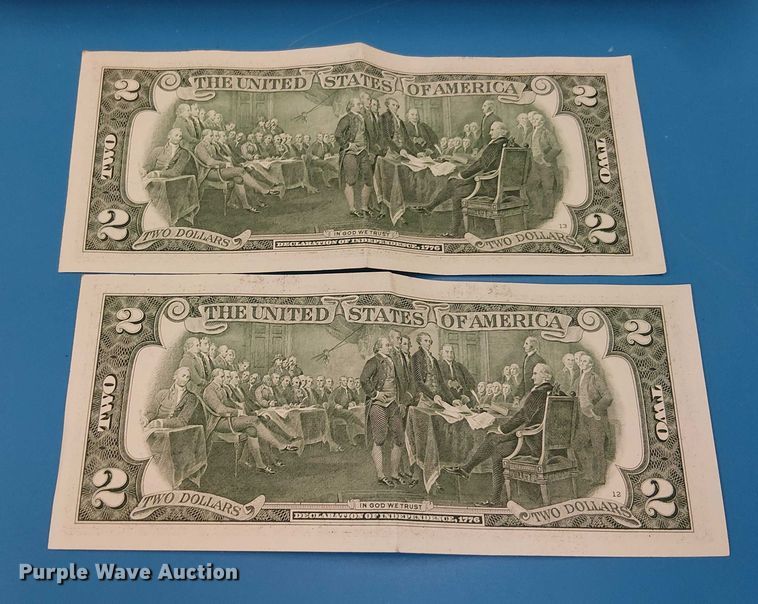 2 THE UNITED STATES OF AMERICA 2
TWO TWO
2 TWO DOLLARS IN GOD WE TRUST 13 TWO DOLLARS 2
DECLARATION OF INDEPENDENCE, 1776
2 THE UNITED STATES OF AMERICA 2
TWO TWO
2 TWO DOLLARS IN GOD WE TRUST 12 TWO DOLLARS 2
DECLARATION OF INDEPENDENCE, 1776
Purple Wave Auction